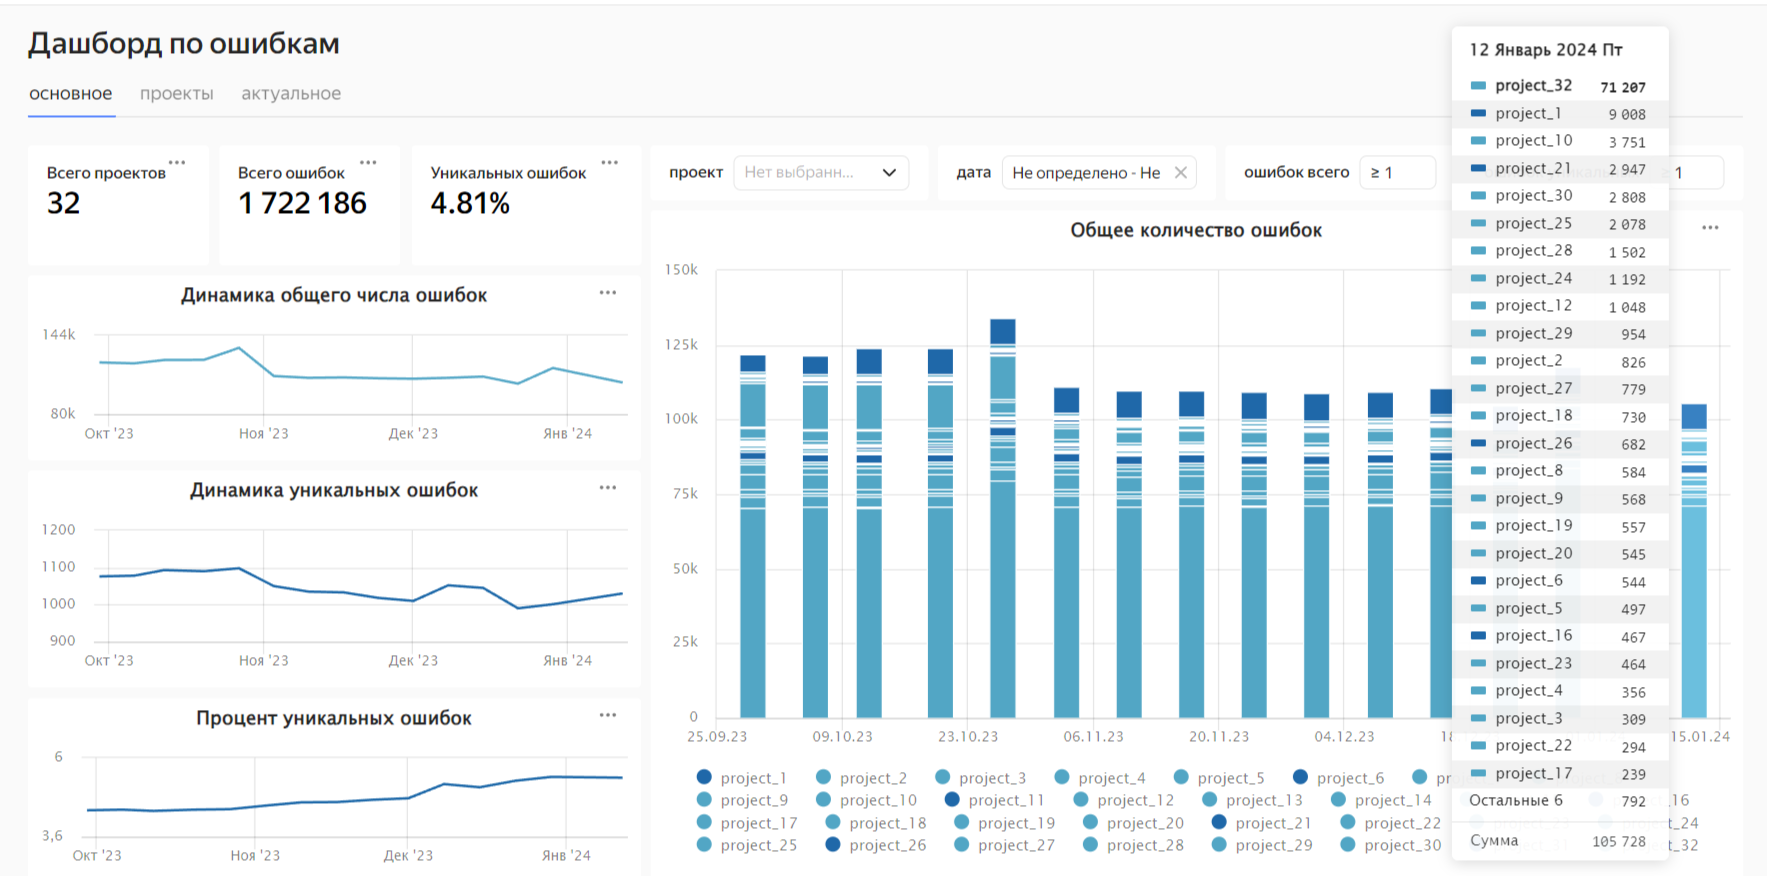 Дашборд по ошибкам
основное проекты актуальное
Всего проектов
32
Всего ошибок
1 722 186
Уникальных ошибок
4.81%
проект Нет выбранн...
дата Не определено - Не
ошибок всего ≥ 1
≥ 1
Динамика общего числа ошибок
144k
80k
Окт '23 Ноя '23 Дек '23 Янв '24
Динамика уникальных ошибок
1200
1100
1000
900
Окт '23 Ноя '23 Дек '23 Янв '24
Процент уникальных ошибок
6
3,6
Окт '23 Ноя '23 Дек '23 Янв '24
Общее количество ошибок
150k
125k
100k
75k
50k
25k
0
25.09.23 09.10.23 23.10.23 06.11.23 20.11.23 04.12.23 18 15.01.24
project_1 project_2 project_3 project_4 project_5 project_6
project_9 project_10 project_11 project_12 project_13 project_14
project_17 project_18 project_19 project_20 project_21 project_22
project_25 project_26 project_27 project_28 project_29 project_30
12 Январь 2024 Пт
project_32 71 207
project_1 9 008
project_10 3 751
project_21 2 947
project_30 2 808
project_25 2 078
project_28 1 502
project_24 1 192
project_12 1 048
project_29 954
project_2 826
project_27 779
project_18 730
project_26 682
project_8 584
project_9 568
project_19 557
project_20 545
project_6 544
project_5 497
project_16 467
project_23 464
project_4 356
project_3 309
project_22 294
project_17 239
Остальные 6 792
Сумма 105 728